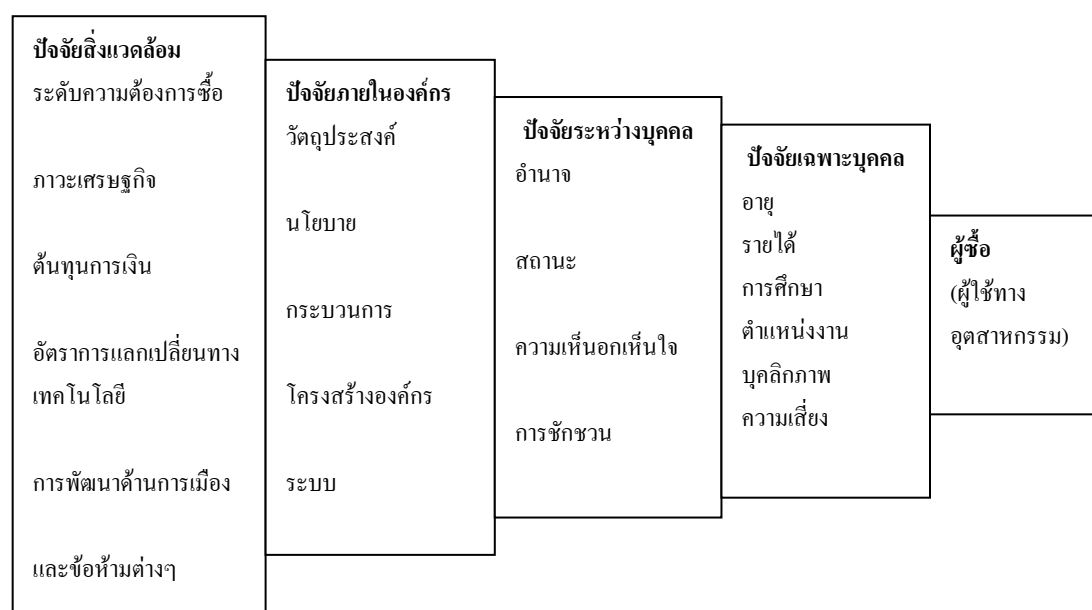 ปัจจัยสิ่งแวดล้อม
ระดับความต้องการซื้อ
ภาวะเศรษฐกิจ
ต้นทุนการเงิน
อัตราการแลกเปลี่ยนทาง
เทคโนโลยี
การพัฒนาด้านการเมือง
และข้อห้ามต่างๆ
ปัจจัยภายในองค์กร
วัตถุประสงค์
นโยบาย
กระบวนการ
โครงสร้างองค์กร
ระบบ
ปัจจัยระหว่างบุคคล
อำนาจ
สถานะ
ความเห็นอกเห็นใจ
การชักชวน
ปัจจัยเฉพาะบุคคล
อายุ
รายได้
การศึกษา
ตำแหน่งงาน
บุคลิกภาพ
ความเสี่ยง
ผู้ซื้อ
(ผู้ใช้ทาง
อุตสาหกรรม)